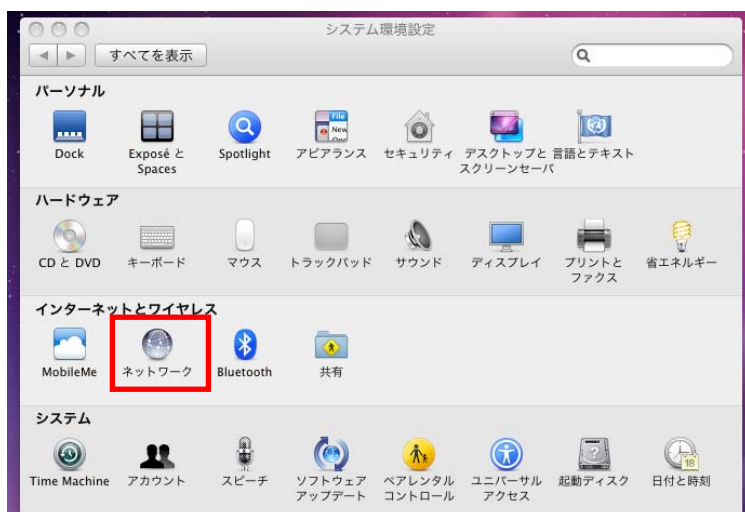 システム環境設定
すべてを表示
パーソナル
Dock
Exposé と
Spaces
Spotlight
File
New
アピアランス
セキュリティ
デスクトップと
スクリーンセーバ
言語とテキスト
ハードウェア
CD と DVD
キーボード
マウス
トラックパッド
サウンド
ディスプレイ
プリントと
ファクス
省エネルギー
インターネットとワイヤレス
MobileMe
ネットワーク
Bluetooth
共有
システム
Time Machine
アカウント
スピーチ
ソフトウェア
アップデート
ペアレンタル
コントロール
ユニバーサル
アクセス
?
起動ディスク
18
日付と時刻